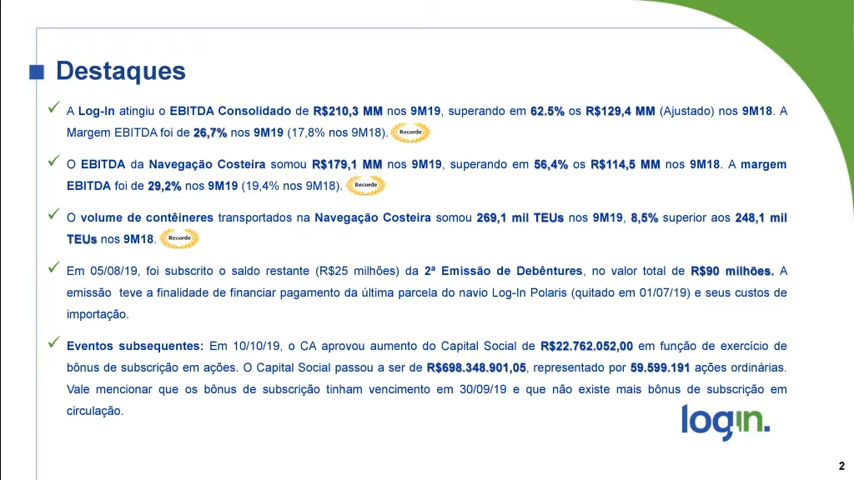 Destaques
A Log-In atingiu o EBITDA Consolidado de R$210,3 MM nos 9M19, superando em 62.5% os R$129,4 MM (Ajustado) nos 9M18. A
Margem EBITDA foi de 26,7% nos 9M19 (17,8% nos 9M18). Recorde
O EBITDA da Navegação Costeira somou R$179,1 MM nos 9M19, superando em 56,4% os R$114,5 MM nos 9M18. A margem
EBITDA foi de 29,2% nos 9M19 (19,4% nos 9M18). Recorde
O volume de contêineres transportados na Navegação Costeira somou 269,1 mil TEUs nos 9M19, 8,5% superior aos 248,1 mil
TEUs nos 9M18. Recorde
Em 05/08/19, foi subscrito o saldo restante (R$25 milhões) da 2ª Emissão de Debêntures, no valor total de R$90 milhões. A
emissão teve a finalidade de financiar pagamento da última parcela do navio Log-In Polaris (quitado em 01/07/19) e seus custos de
importação.
Eventos subsequentes: Em 10/10/19, o CA aprovou aumento do Capital Social de R$22.762.052,00 em função de exercício de
bônus de subscrição em ações. O Capital Social passou a ser de R$698.348.901,05, representado por 59.599.191 ações ordinárias.
Vale mencionar que os bônus de subscrição tinham vencimento em 30/09/19 e que não existe mais bônus de subscrição em
circulação.
login.
2